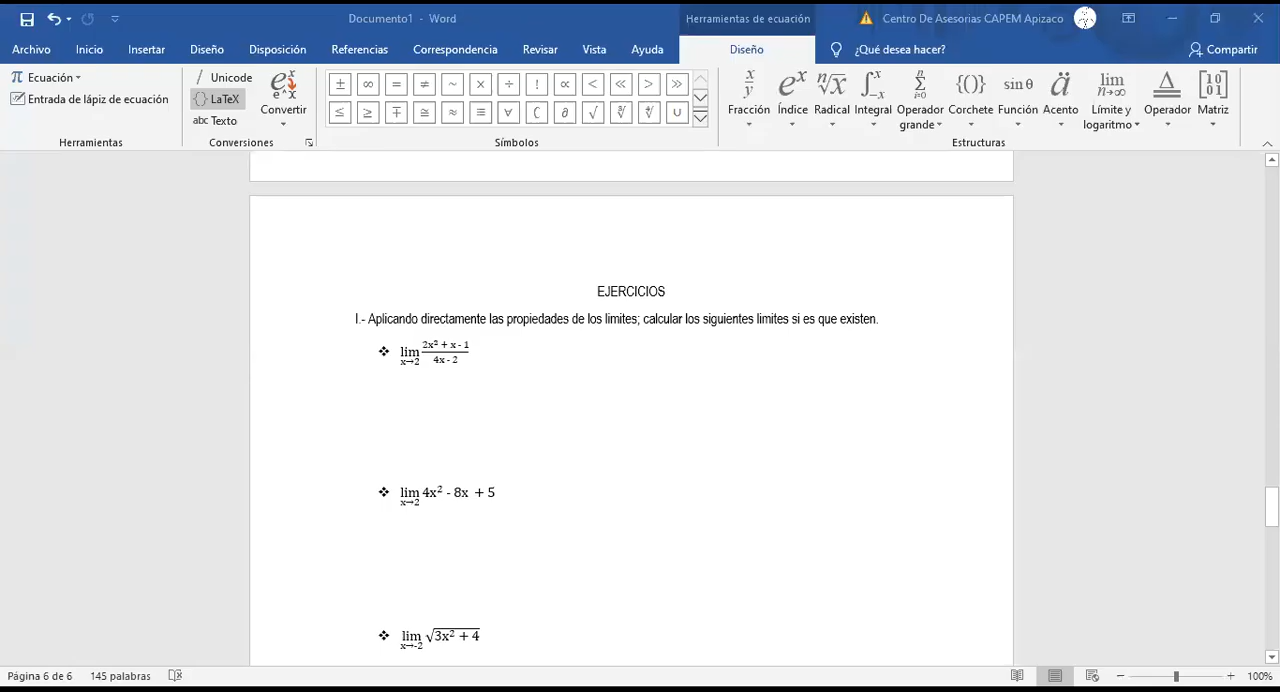 Documento1 - Word
Herramientas de ecuación
Centro De Asesorias CAPEM Apizaco
Archivo Inicio Insertar Diseño Disposición Referencias Correspondencia Revisar Vista Ayuda Diseño ¿Qué desea hacer? Compartir
π Ecuación
Entrada de lápiz de ecuación
Herramientas
/ Unicode
{} LaTeX
abc Texto
Convertir
Conversiones
± ∞ = ≠ ~ × ÷ ! ∝ < ≪ > ≫
≤ ≥ ∓ ≅ ≈ ≡ ∀ ∁ ∂ √ ∛ ∜ ∪
Símbolos
Fracción Índice Radical Integral Operador grande Corchete Función Acento Límite y logaritmo Operador Matriz
Estructuras
EJERCICIOS
I.- Aplicando directamente las propiedades de los limites; calcular los siguientes limites si es que existen.
❖ lim x→2 (2x² + x - 1)/(4x - 2)
❖ lim x→2 4x² - 8x + 5
❖ lim x→-2 √(3x² + 4)
Página 6 de 6 145 palabras 100%